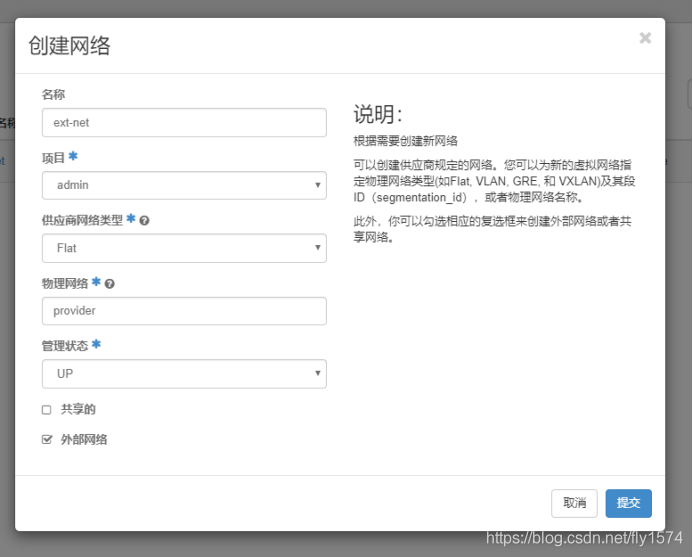 创建网络
名称
ext-net
项目
admin
供应商网络类型
Flat
物理网络
provider
管理状态
UP
共享的
外部网络
说明：
根据需要创建新网络
可以创建供应商规定的网络。您可以为新的虚拟网络指
定物理网络类型(如Flat, VLAN, GRE, 和 VXLAN)及其段
ID（segmentation_id），或者物理网络名称。
此外，你可以勾选相应的复选框来创建外部网络或者共
享网络。
取消
提交
https://blog.csdn.net/fly1574